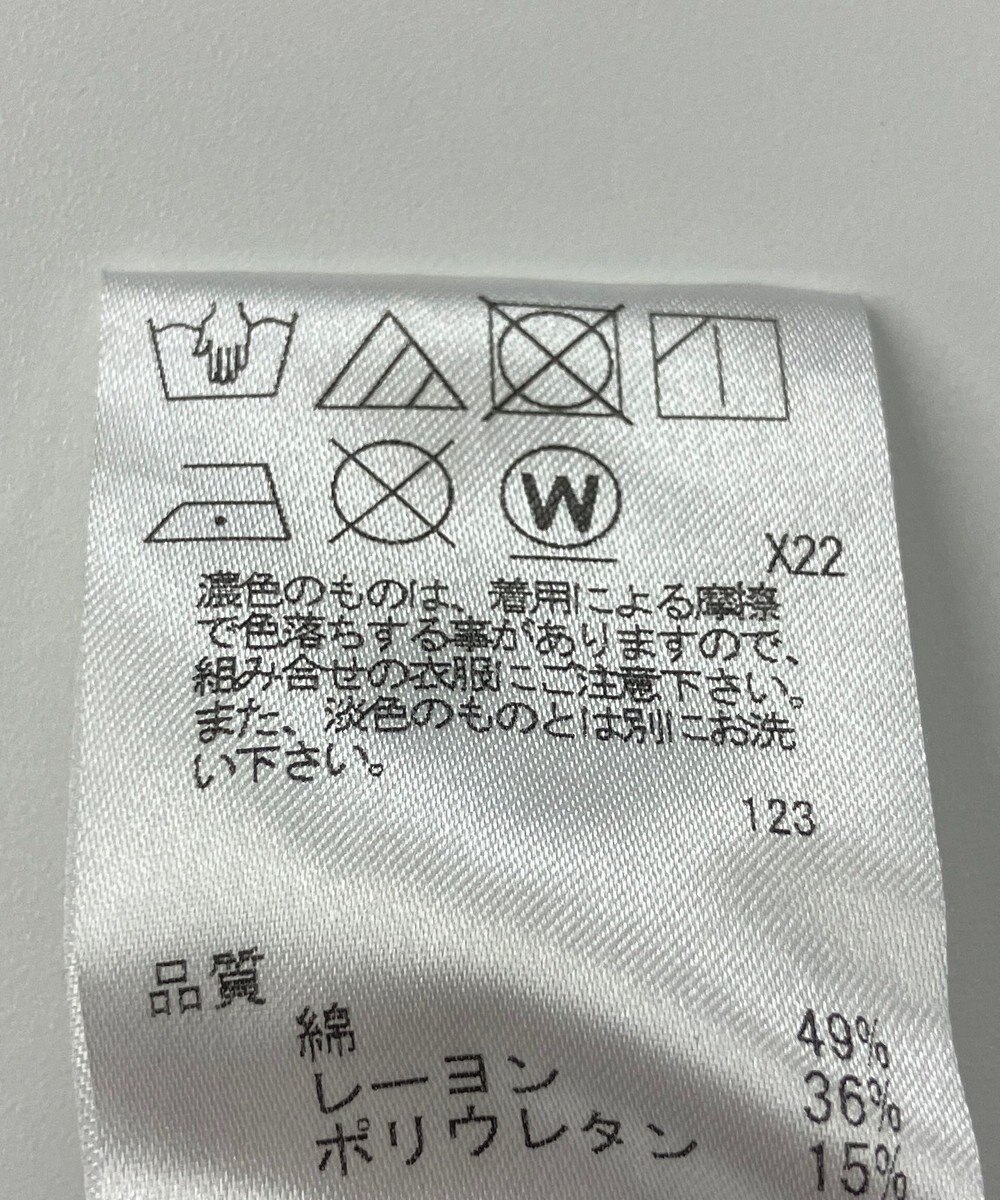 W
X22
濃色のものは、着用による摩擦
で色落ちする事がありますので、
組み合せの衣服にご注意下さい。
また、淡色のものとは別にお洗
い下さい。
123
品質
綿 49%
レーヨン 36%
ポリウレタン 15%